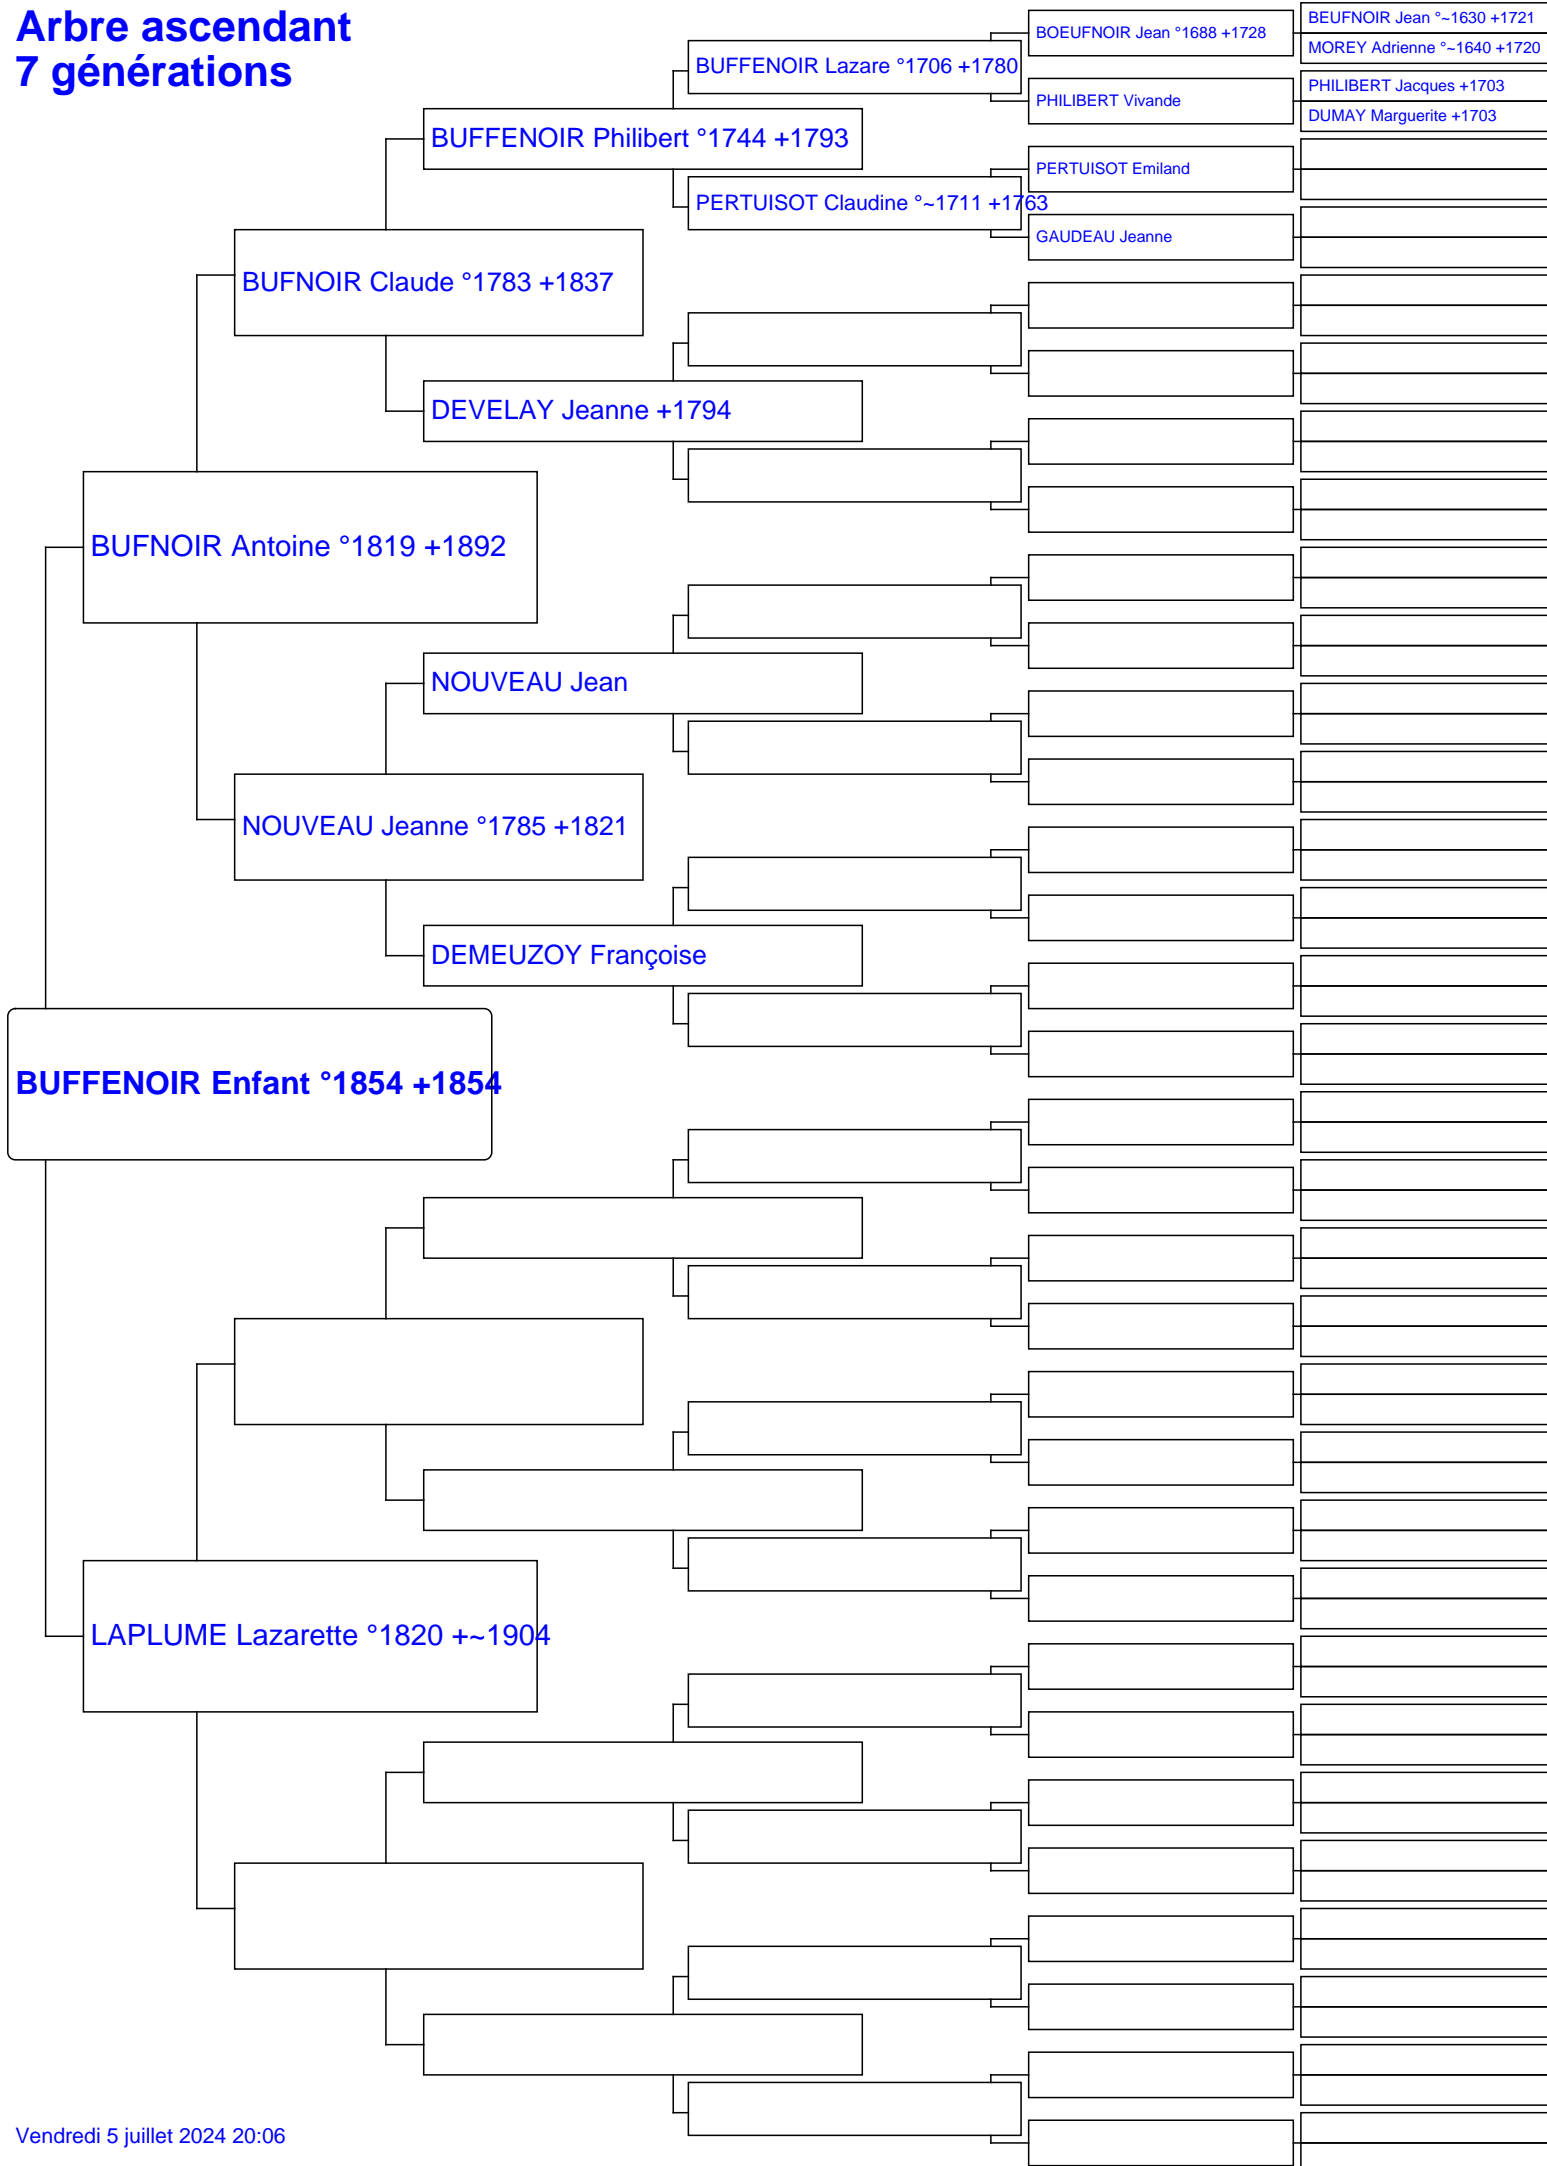 Arbre ascendant
7 générations
BEUFNOIR Jean °~1630 +1721
BOEUFNOIR Jean °1688 +1728
MOREY Adrienne °~1640 +1720
BUFFENOIR Lazare °1706 +1780
PHILIBERT Jacques +1703
PHILIBERT Vivande
DUMAY Marguerite +1703
BUFFENOIR Philibert °1744 +1793
PERTUISOT Emiland
PERTUISOT Claudine °~1711 +1763
GAUDEAU Jeanne
BUFNOIR Claude °1783 +1837
DEVELAY Jeanne +1794
BUFNOIR Antoine °1819 +1892
NOUVEAU Jean
NOUVEAU Jeanne °1785 +1821
DEMEUZOY Françoise
BUFFENOIR Enfant °1854 +1854
LAPLUME Lazarette °1820 +~1904
Vendredi 5 juillet 2024 20:06